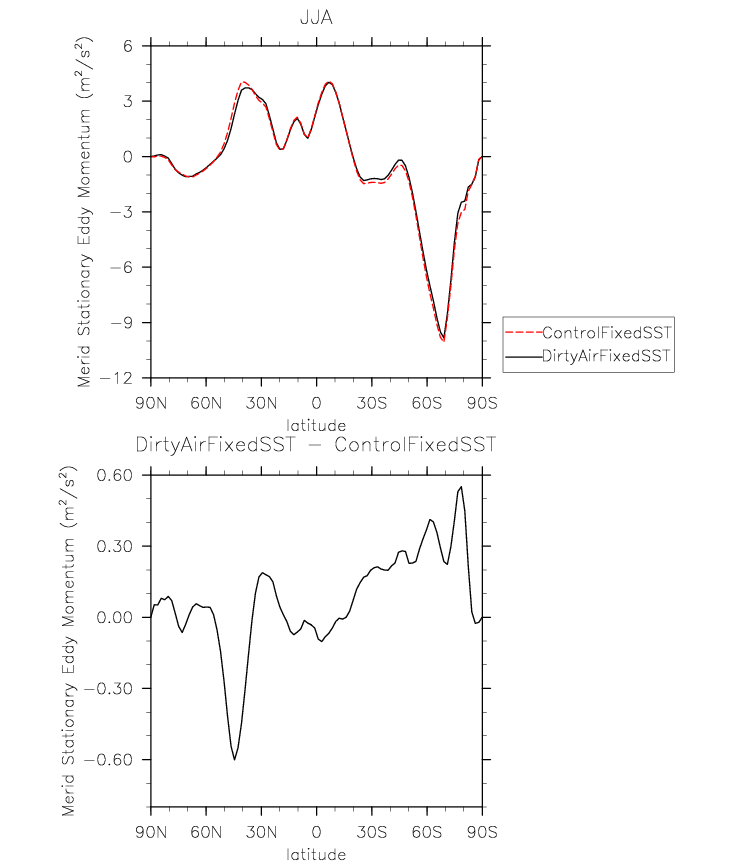 JJA
Merid Stationary Eddy Momentum (m²/s²)
6
3
0
−3
−6
−9
−12
90N 60N 30N 0 30S 60S 90S
latitude
ControlFixedSST
DirtyAirFixedSST
DirtyAirFixedSST − ControlFixedSST
Merid Stationary Eddy Momentum (m²/s²)
0.60
0.30
0.00
−0.30
−0.60
90N 60N 30N 0 30S 60S 90S
latitude